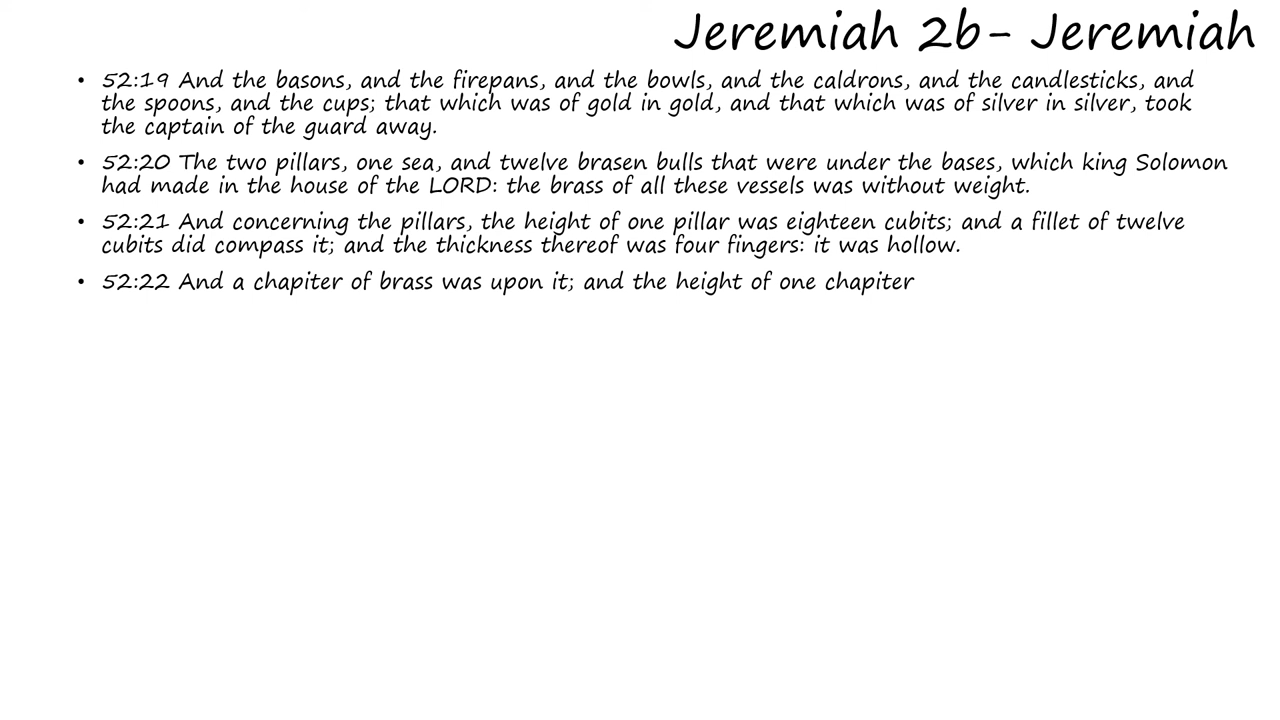 Jeremiah 2b- Jeremiah
• 52:19 And the basons, and the firepans, and the bowls, and the caldrons, and the candlesticks, and
the spoons, and the cups; that which was of gold in gold, and that which was of silver in silver, took
the captain of the guard away.
• 52:20 The two pillars, one sea, and twelve brasen bulls that were under the bases, which king Solomon
had made in the house of the LORD: the brass of all these vessels was without weight.
• 52:21 And concerning the pillars, the height of one pillar was eighteen cubits; and a fillet of twelve
cubits did compass it; and the thickness thereof was four fingers: it was hollow.
• 52:22 And a chapiter of brass was upon it; and the height of one chapiter